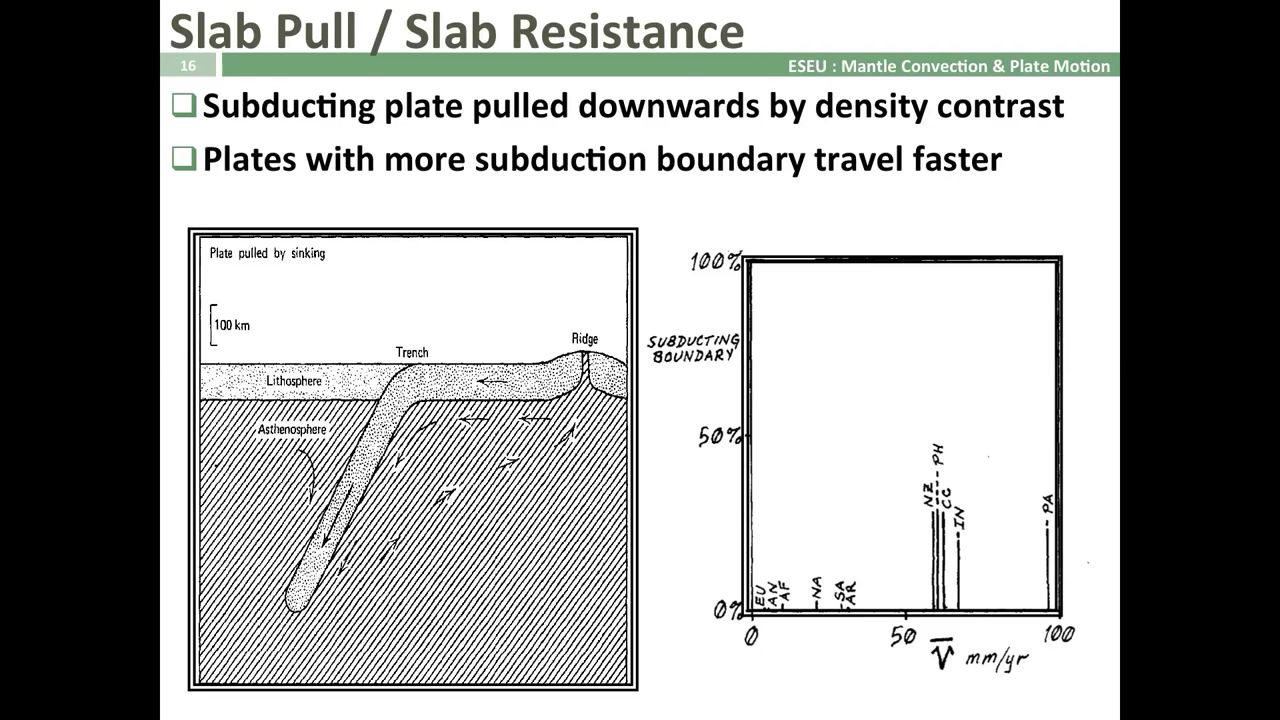 Slab Pull / Slab Resistance
16
ESEU : Mantle Convection & Plate Motion
Subducting plate pulled downwards by density contrast
Plates with more subduction boundary travel faster
Plate pulled by sinking
100 km
Trench
Ridge
Lithosphere
Asthenosphere
100%
SUBDUCTING
BOUNDARY
50%
0%
EU
AN
AF
NA
SA
AR
NZ
PH
CC
IN
PA
0
50
100
V mm/yr